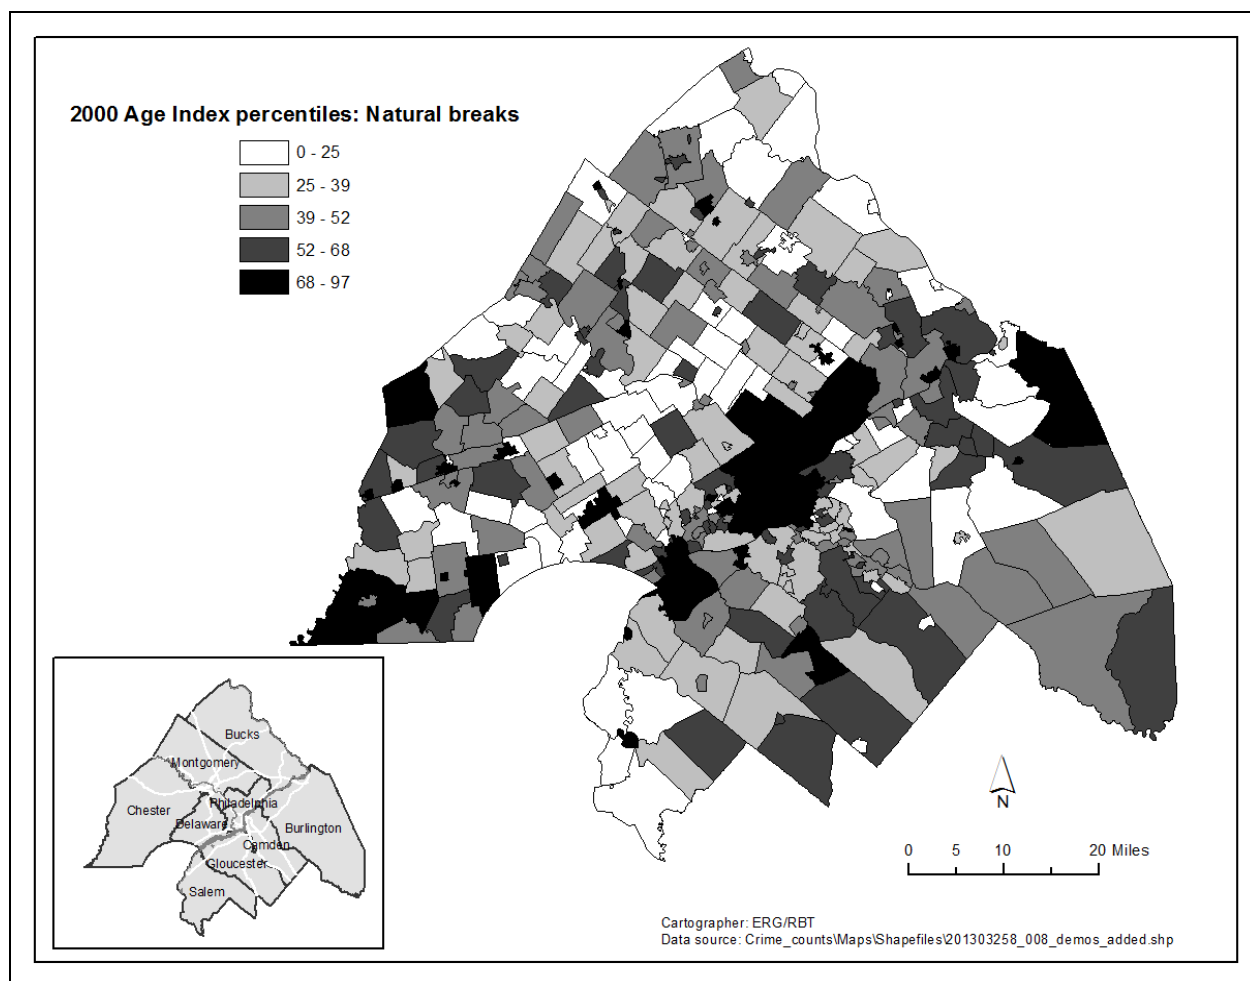 2000 Age Index percentiles: Natural breaks
0 - 25
25 - 39
39 - 52
52 - 68
68 - 97
Bucks
Montgomery
Philadelphia
Chester
Delaware
Burlington
Camden
Gloucester
Salem
N
0 5 10 20 Miles
Cartographer: ERG/RBT
Data source: Crime_counts\Maps\Shapefiles\201303258_008_demos_added.shp